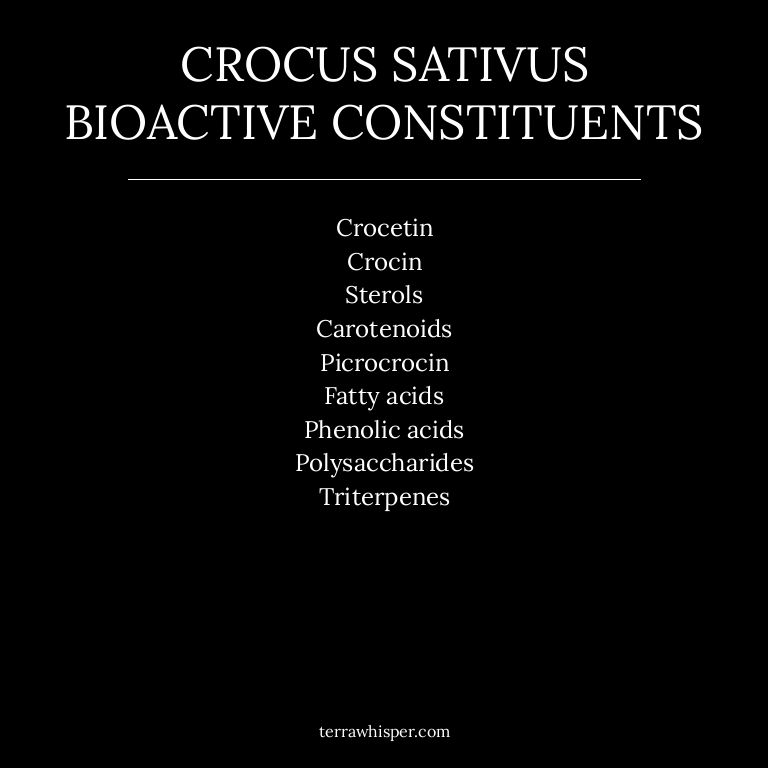 CROCUS SATIVUS
BIOACTIVE CONSTITUENTS
Crocetin
Crocin
Sterols
Carotenoids
Picrocrocin
Fatty acids
Phenolic acids
Polysaccharides
Triterpenes
terrawhisper.com